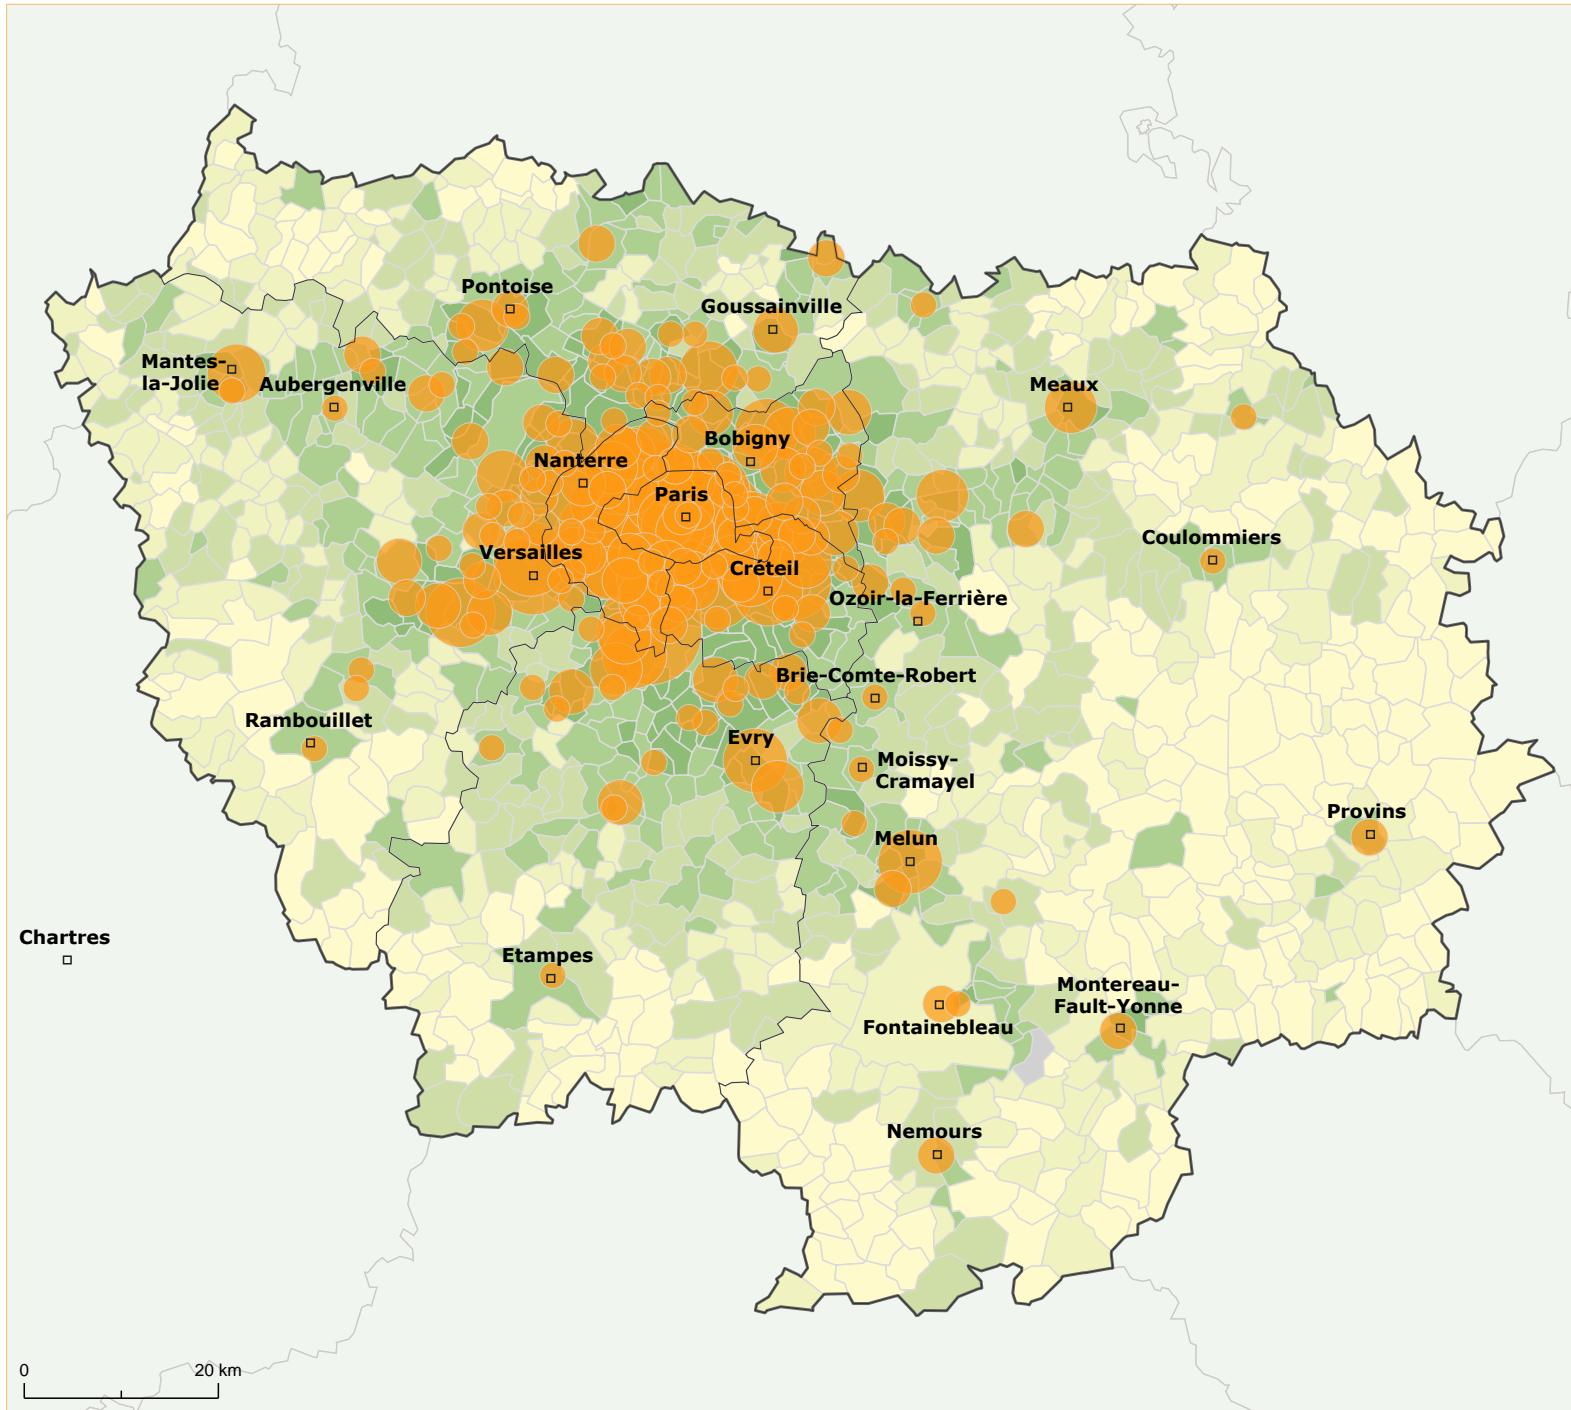 Pontoise
Goussainville
Mantes-
la-Jolie
Aubergenville
Meaux
Bobigny
Nanterre
Paris
Coulommiers
Versailles
Créteil
Ozoir-la-Ferrière
Brie-Comte-Robert
Rambouillet
Evry
Moissy-
Cramayel
Provins
Melun
Chartres
Etampes
Montereau-
Fault-Yonne
Fontainebleau
Nemours
0 20 km